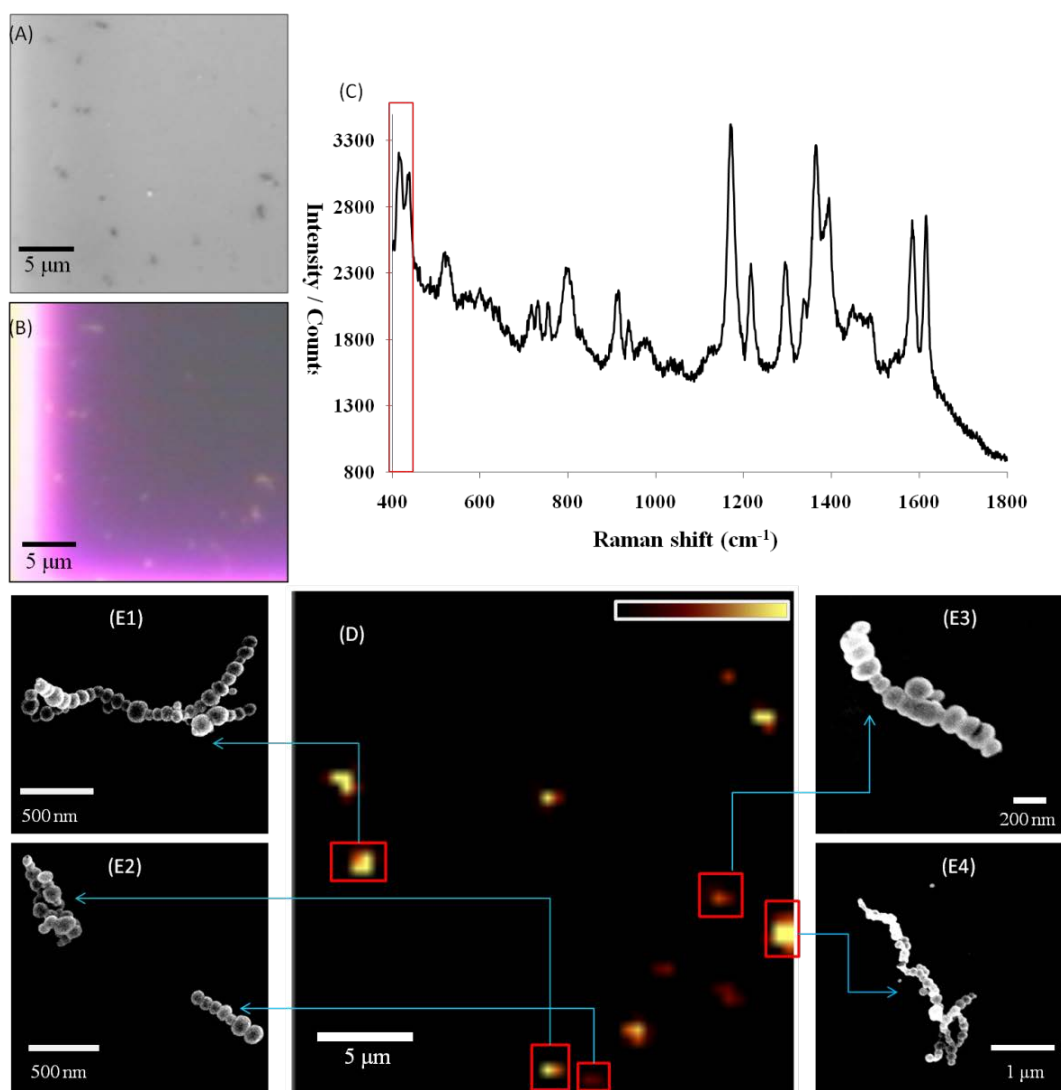 (A)
5 μm
(B)
5 μm
(C)
Intensity / Counts
3300
2800
2300
1800
1300
800
400 600 800 1000 1200 1400 1600 1800
Raman shift (cm⁻¹)
(E1)
500 nm
(E2)
500 nm
(D)
5 μm
(E3)
200 nm
(E4)
1 μm